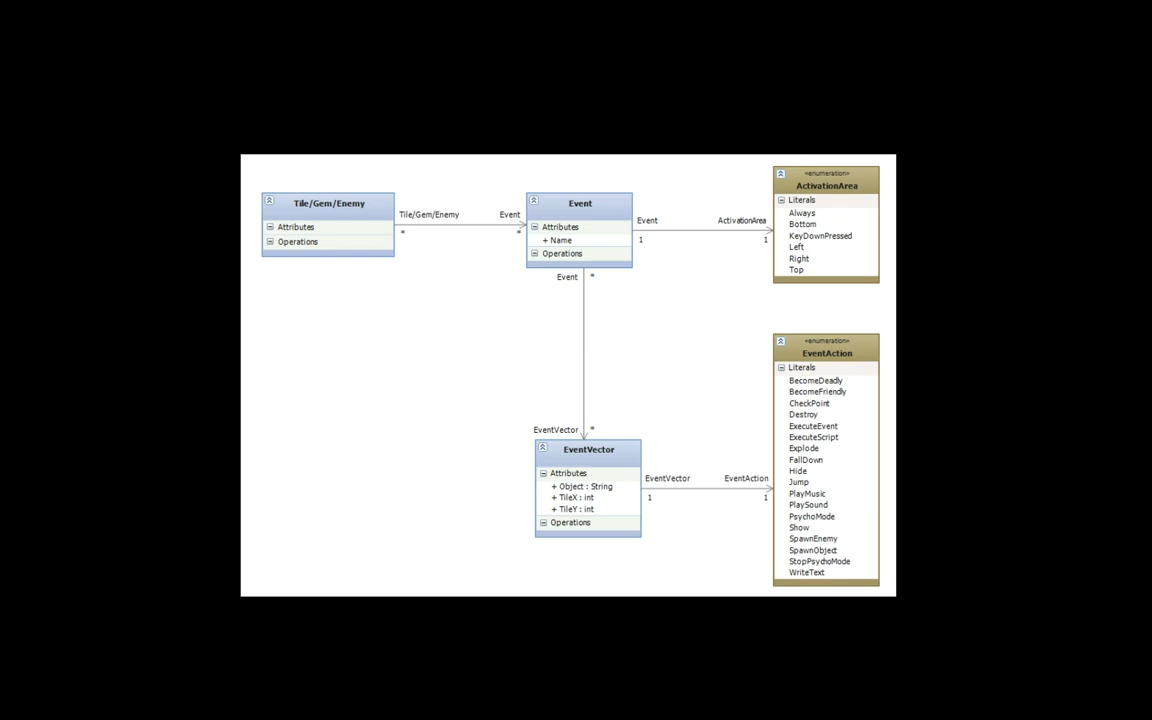 Tile/Gem/Enemy
Attributes
Operations
Tile/Gem/Enemy
*
Event
*
Event
Attributes
+ Name
Operations
Event
1
ActivationArea
1
«enumeration»
ActivationArea
Literals
Always
Bottom
KeyDownPressed
Left
Right
Top
Event
*
EventVector
*
EventVector
Attributes
+ Object : String
+ TileX : int
+ TileY : int
Operations
EventVector
1
EventAction
1
«enumeration»
EventAction
Literals
BecomeDeadly
BecomeFriendly
CheckPoint
Destroy
ExecuteEvent
ExecuteScript
Explode
FallDown
Hide
Jump
PlayMusic
PlaySound
PsychoMode
Show
SpawnEnemy
SpawnObject
StopPsychoMode
WriteText